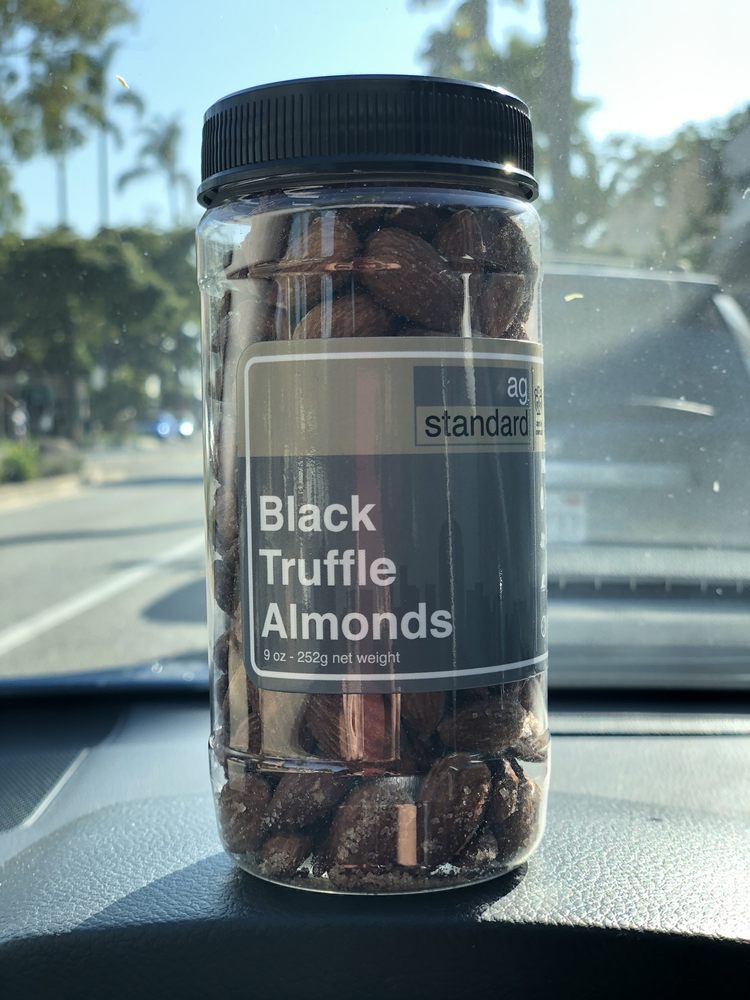 ag
standard
Black
Truffle
Almonds
9 oz - 252g net weight